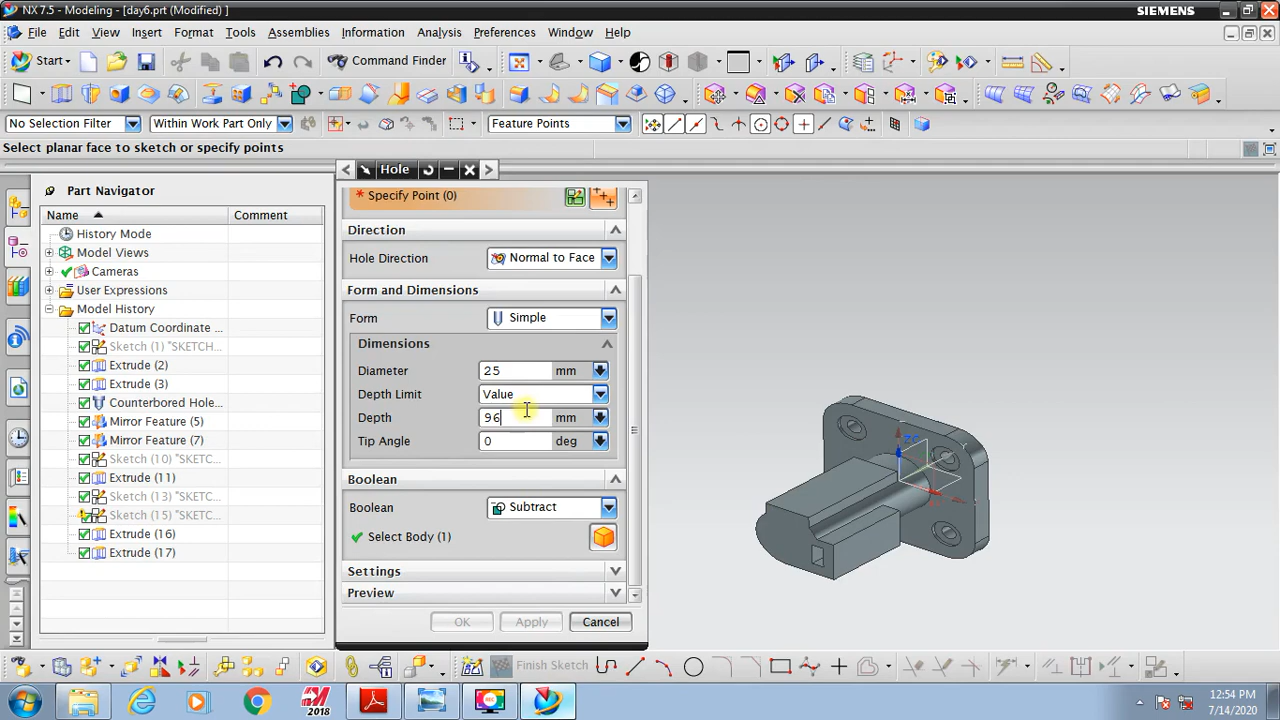 NX 7.5 - Modeling - [day6.prt (Modified) ]
SIEMENS
File Edit View Insert Format Tools Assemblies Information Analysis Preferences Window Help
Start Command Finder
No Selection Filter Within Work Part Only Feature Points
Select planar face to sketch or specify points
Part Navigator
Name Comment
History Mode
Model Views
Cameras
User Expressions
Model History
Datum Coordinate ...
Sketch (1) "SKETCH...
Extrude (2)
Extrude (3)
Counterbored Hole...
Mirror Feature (5)
Mirror Feature (7)
Sketch (10) "SKETC...
Extrude (11)
Sketch (13) "SKETC...
Sketch (15) "SKETC...
Extrude (16)
Extrude (17)
Hole
* Specify Point (0)
Direction
Hole Direction Normal to Face
Form and Dimensions
Form Simple
Dimensions
Diameter 25 mm
Depth Limit Value
Depth 96 mm
Tip Angle 0 deg
Boolean
Boolean Subtract
Select Body (1)
Settings
Preview
OK Apply Cancel
Finish Sketch
2018
12:54 PM
7/14/2020